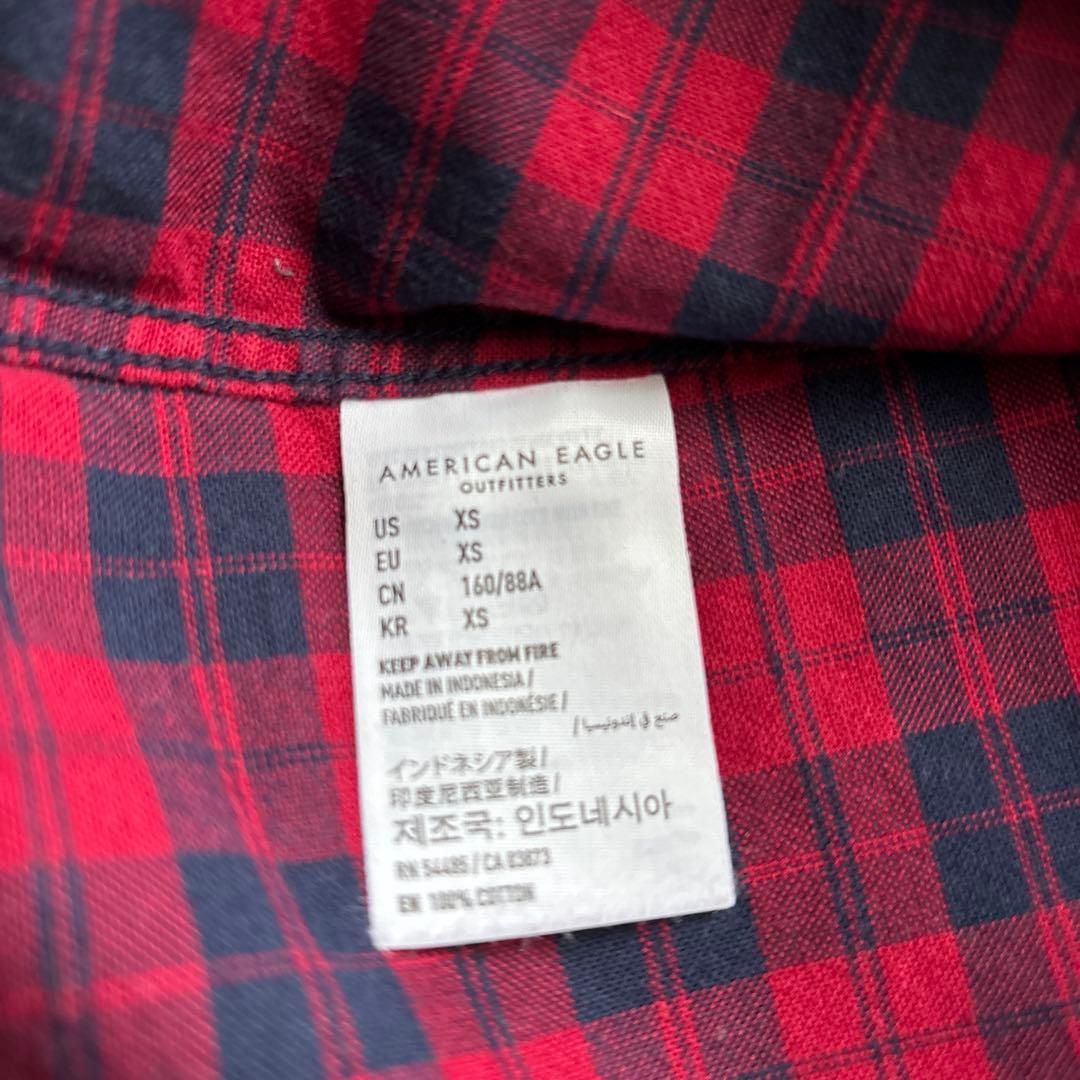 AMERICAN EAGLE
OUTFITTERS
US XS
EU XS
CN 160/88A
KR XS
KEEP AWAY FROM FIRE
MADE IN INDONESIA /
FABRIQUÉ EN INDONÉSIE /
صنع في إندونيسيا /
インドネシア製 /
印度尼西亚制造 /
제조국: 인도네시아
RN 54485 / CA 03873
EN 100% COTTON